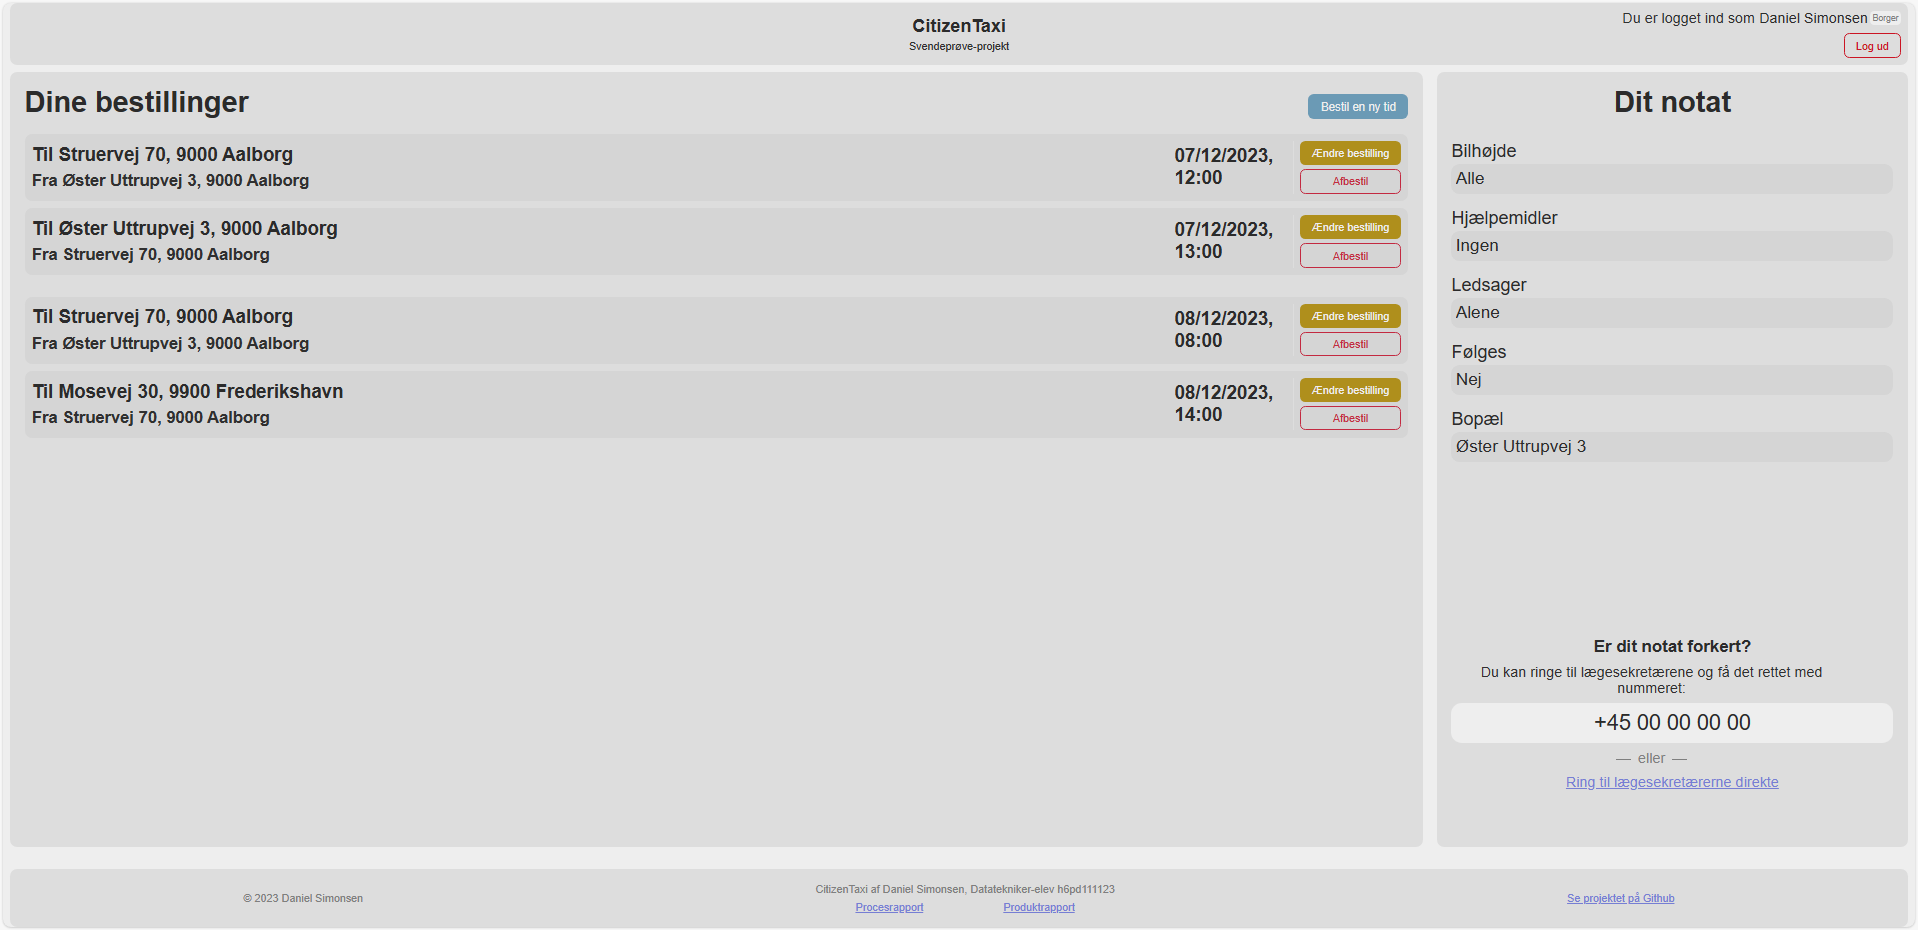 CitizenTaxi
Svendeprøve-projekt
Du er logget ind som Daniel Simonsen Borger
Log ud
Dine bestillinger
Bestil en ny tid
Til Struervej 70, 9000 Aalborg
Fra Øster Uttrupvej 3, 9000 Aalborg
07/12/2023,
12:00
Ændre bestilling
Afbestil
Til Øster Uttrupvej 3, 9000 Aalborg
Fra Struervej 70, 9000 Aalborg
07/12/2023,
13:00
Ændre bestilling
Afbestil
Til Struervej 70, 9000 Aalborg
Fra Øster Uttrupvej 3, 9000 Aalborg
08/12/2023,
08:00
Ændre bestilling
Afbestil
Til Mosevej 30, 9900 Frederikshavn
Fra Struervej 70, 9000 Aalborg
08/12/2023,
14:00
Ændre bestilling
Afbestil
Dit notat
Bilhøjde
Alle
Hjælpemidler
Ingen
Ledsager
Alene
Følges
Nej
Bopæl
Øster Uttrupvej 3
Er dit notat forkert?
Du kan ringe til lægesekretærene og få det rettet med
nummeret:
+45 00 00 00 00
— eller —
Ring til lægesekretærerne direkte
© 2023 Daniel Simonsen
CitizenTaxi af Daniel Simonsen, Datatekniker-elev h6pd111123
Procesrapport
Produktrapport
Se projektet på Github